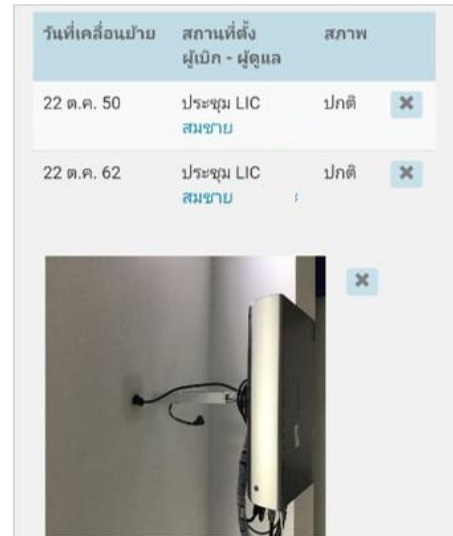 วันที่เคลื่อนย้าย สถานที่ตั้ง สภาพ
ผู้เบิก - ผู้ดูแล
22 ต.ค. 50 ประชุม LIC ปกติ
สมชาย
22 ต.ค. 62 ประชุม LIC ปกติ
สมชาย